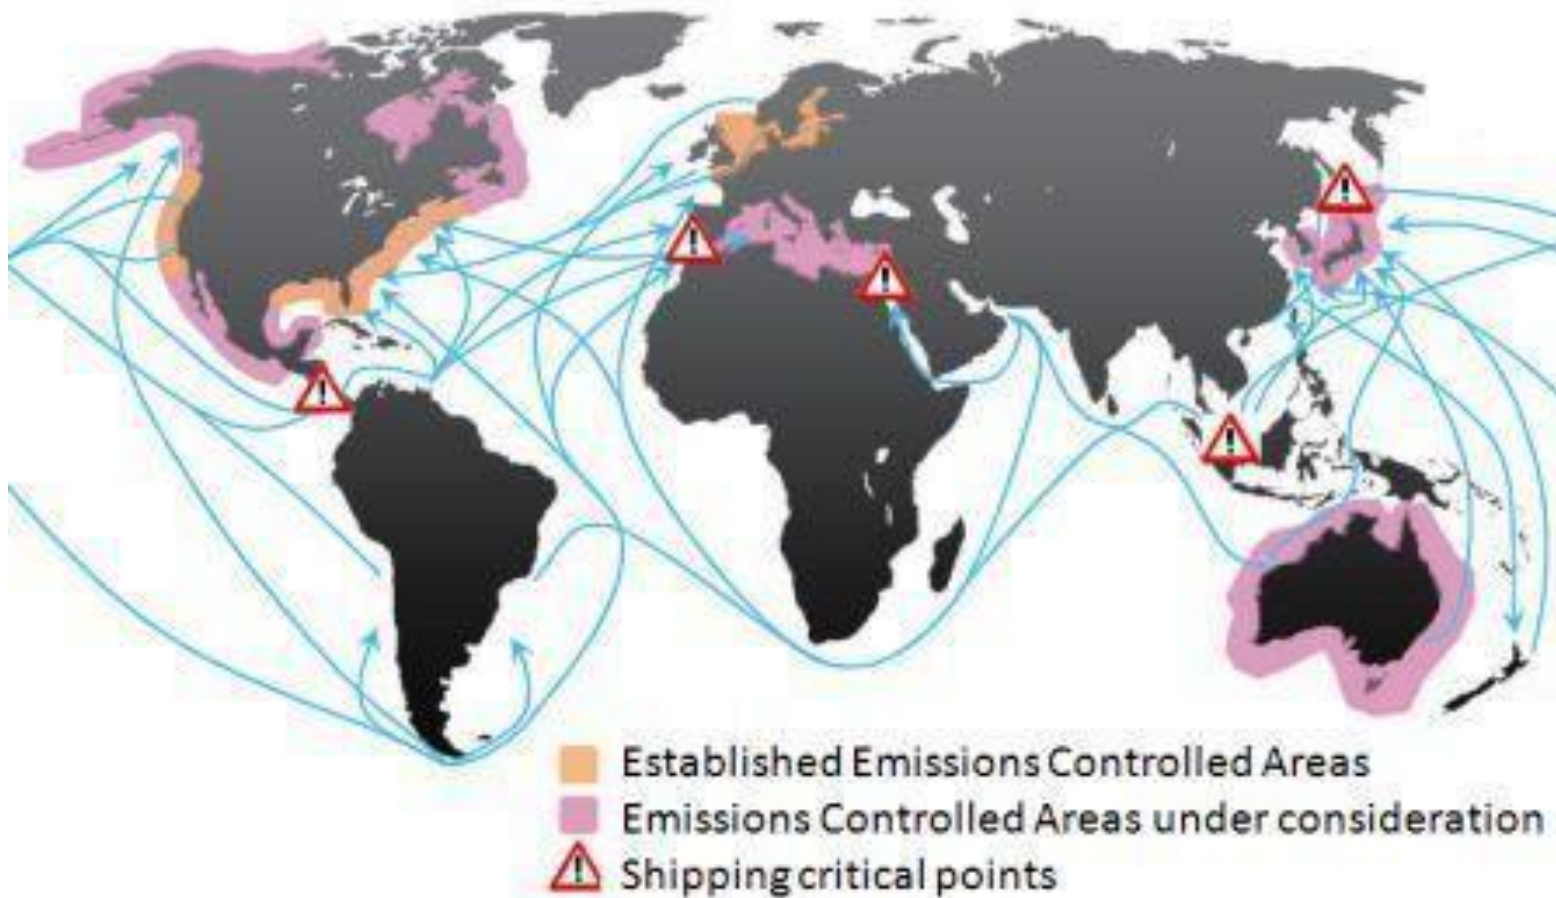 Established Emissions Controlled Areas
Emissions Controlled Areas under consideration
Shipping critical points